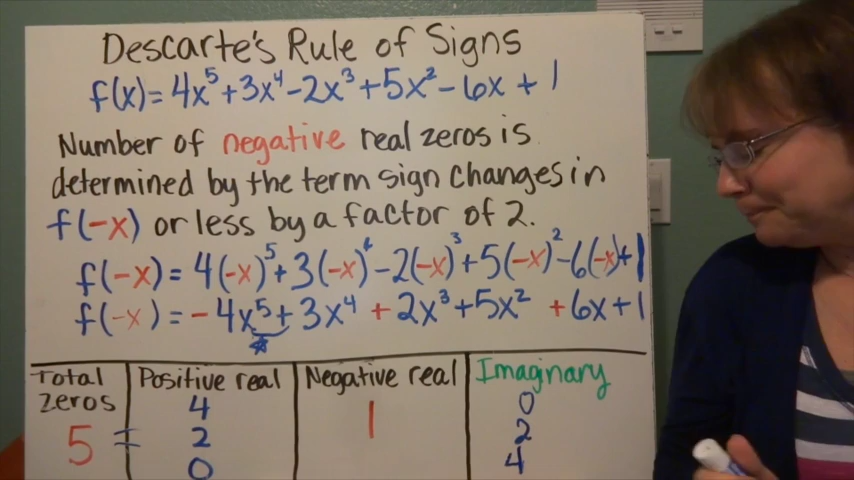 Descarte's Rule of Signs
f(x) = 4x⁵ + 3x⁴ - 2x³ + 5x² - 6x + 1
Number of negative real zeros is
determined by the term sign changes in
f(-x) or less by a factor of 2.
f(-x) = 4(-x)⁵ + 3(-x)⁴ - 2(-x)³ + 5(-x)² - 6(-x) + 1
f(-x) = - 4x⁵ + 3x⁴ + 2x³ + 5x² + 6x + 1
Total Zeros Positive real Negative real Imaginary
4 0
5 = 2 1 2
0 4